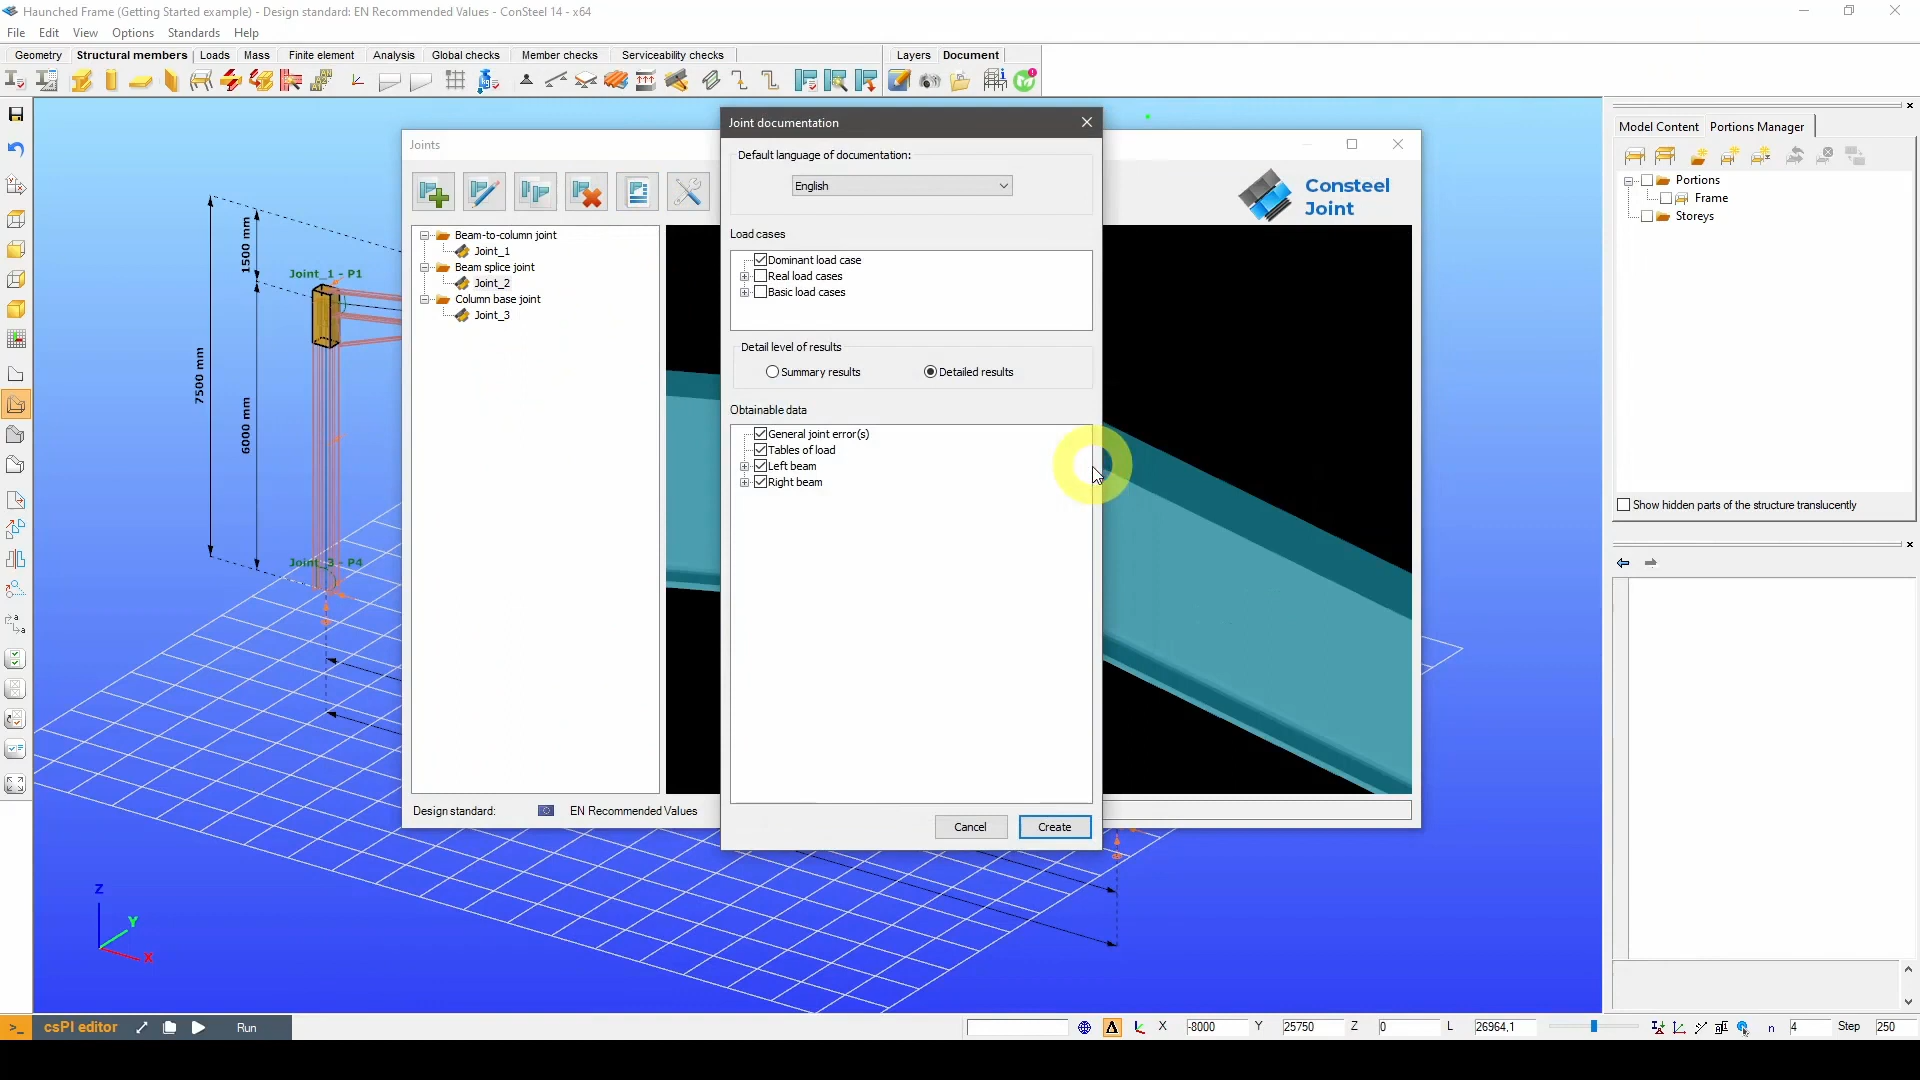 Haunched Frame (Getting Started example) - Design standard: EN Recommended Values - ConSteel 14 - x64
File Edit View Options Standards Help
Geometry Structural members Loads Mass Finite element Analysis Global checks Member checks Serviceability checks Layers Document
Joints
Joint documentation
Default language of documentation:
English
Consteel
Joint
Load cases
Dominant load case
Real load cases
Basic load cases
Detail level of results
Summary results Detailed results
Obtainable data
General joint error(s)
Tables of load
Left beam
Right beam
Cancel Create
Beam-to-column joint
Joint_1
Beam splice joint
Joint_2
Column base joint
Joint_3
Design standard: EN Recommended Values
Joint_1 - P1
1500 mm
7500 mm
6000 mm
Joint_3 - P4
Z
Y
X
Model Content Portions Manager
Portions
Frame
Storeys
Show hidden parts of the structure translucently
>_ csPI editor Run
X -8000 Y 25750 Z 0 L 26964,1 n 4 Step 250